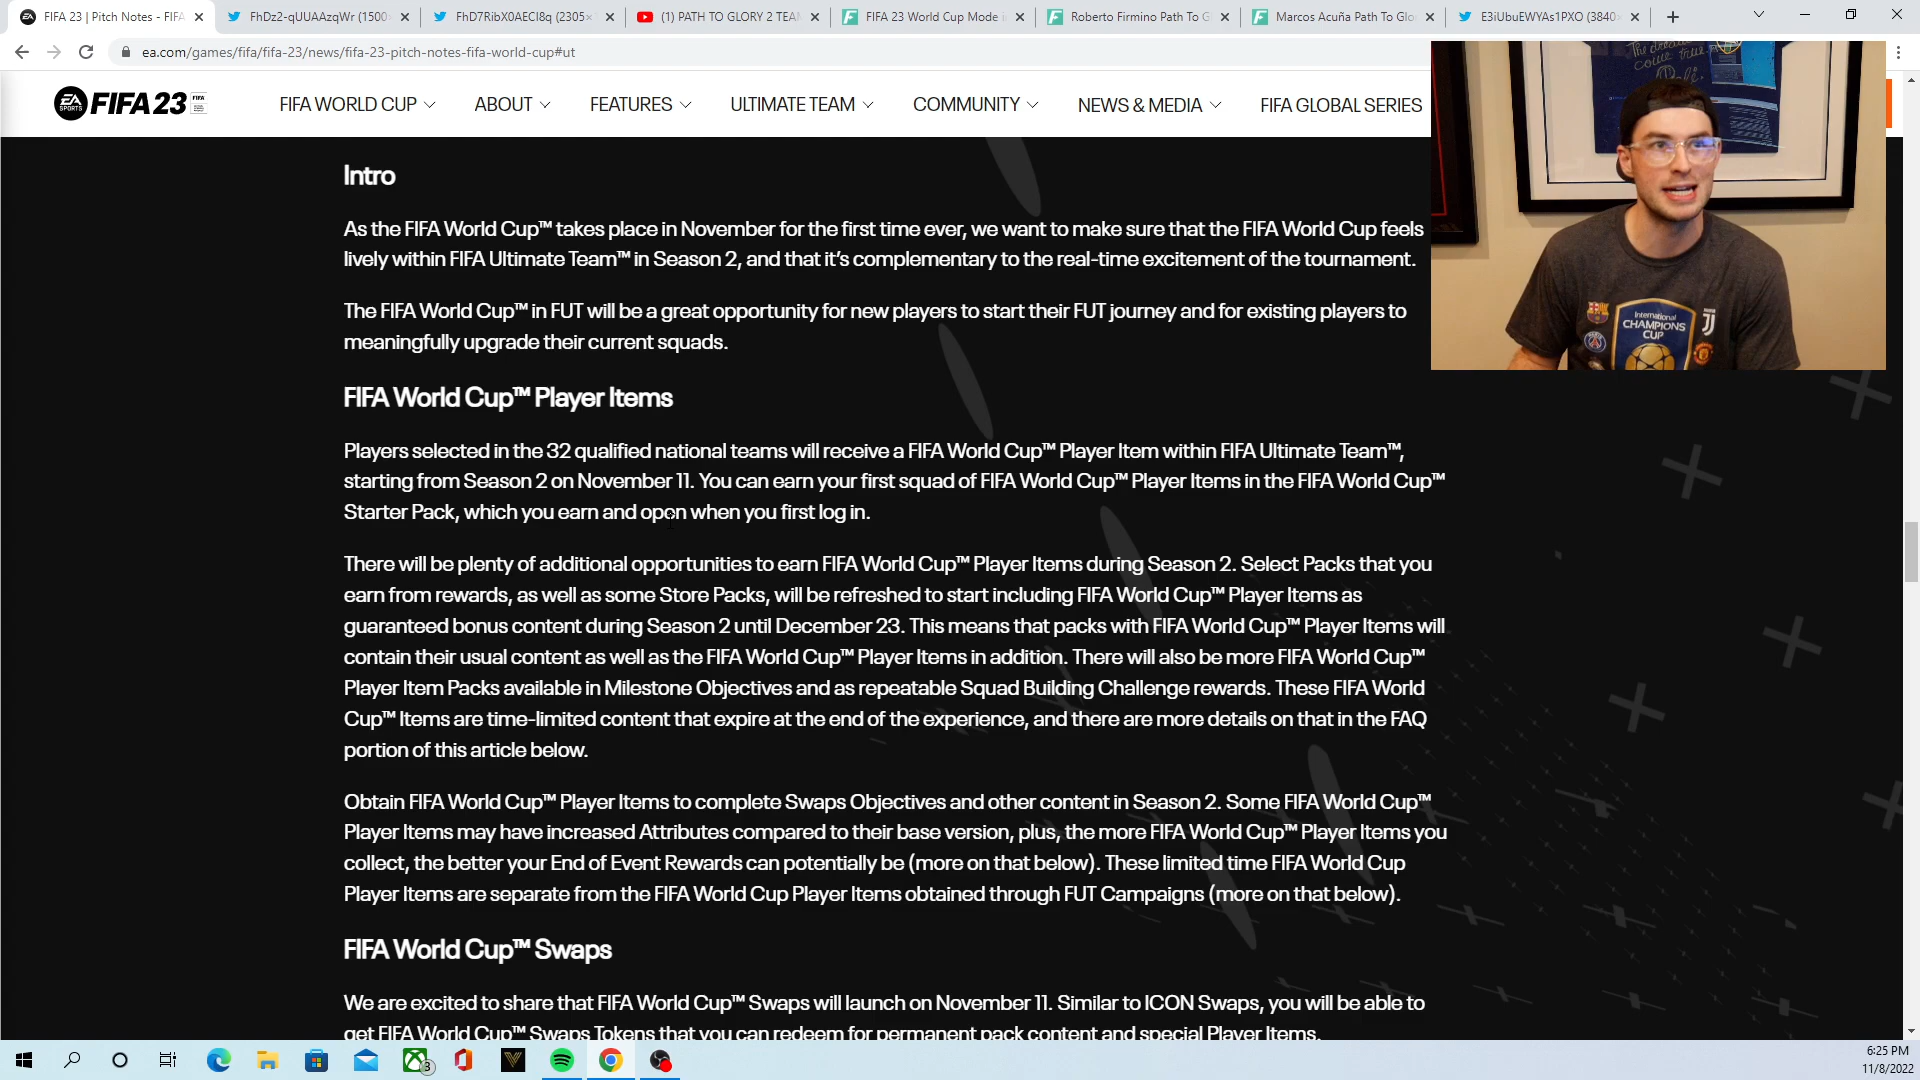 FIFA 23 | Pitch Notes - FIFA
FhDz2-qUUAAzqWr (1500×
FhD7RibX0AECI8q (2305×
(1) PATH TO GLORY 2 TEAM
FIFA 23 World Cup Mode i
Roberto Firmino Path To G
Marcos Acuña Path To Glo
E3iUbuEWYAs1PXO (3840×
ea.com/games/fifa/fifa-23/news/fifa-23-pitch-notes-fifa-world-cup#ut
EA SPORTS FIFA 23
FIFA WORLD CUP
ABOUT
FEATURES
ULTIMATE TEAM
COMMUNITY
NEWS & MEDIA
FIFA GLOBAL SERIES
International
CHAMPIONS
CUP
Intro
As the FIFA World Cup™ takes place in November for the first time ever, we want to make sure that the FIFA World Cup feels
lively within FIFA Ultimate Team™ in Season 2, and that it's complementary to the real-time excitement of the tournament.
The FIFA World Cup™ in FUT will be a great opportunity for new players to start their FUT journey and for existing players to
meaningfully upgrade their current squads.
FIFA World Cup™ Player Items
Players selected in the 32 qualified national teams will receive a FIFA World Cup™ Player Item within FIFA Ultimate Team™,
starting from Season 2 on November 11. You can earn your first squad of FIFA World Cup™ Player Items in the FIFA World Cup™
Starter Pack, which you earn and open when you first log in.
There will be plenty of additional opportunities to earn FIFA World Cup™ Player Items during Season 2. Select Packs that you
earn from rewards, as well as some Store Packs, will be refreshed to start including FIFA World Cup™ Player Items as
guaranteed bonus content during Season 2 until December 23. This means that packs with FIFA World Cup™ Player Items will
contain their usual content as well as the FIFA World Cup™ Player Items in addition. There will also be more FIFA World Cup™
Player Item Packs available in Milestone Objectives and as repeatable Squad Building Challenge rewards. These FIFA World
Cup™ Items are time-limited content that expire at the end of the experience, and there are more details on that in the FAQ
portion of this article below.
Obtain FIFA World Cup™ Player Items to complete Swaps Objectives and other content in Season 2. Some FIFA World Cup™
Player Items may have increased Attributes compared to their base version, plus, the more FIFA World Cup™ Player Items you
collect, the better your End of Event Rewards can potentially be (more on that below). These limited time FIFA World Cup
Player Items are separate from the FIFA World Cup Player Items obtained through FUT Campaigns (more on that below).
FIFA World Cup™ Swaps
We are excited to share that FIFA World Cup™ Swaps will launch on November 11. Similar to ICON Swaps, you will be able to
get FIFA World Cup™ Swaps Tokens that you can redeem for permanent pack content and special Player Items.
3
6:25 PM
11/8/2022